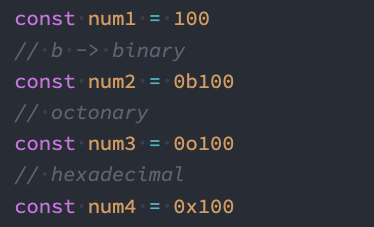 const num1 = 100
// b -> binary
const num2 = 0b100
// octonary
const num3 = 0o100
// hexadecimal
const num4 = 0x100